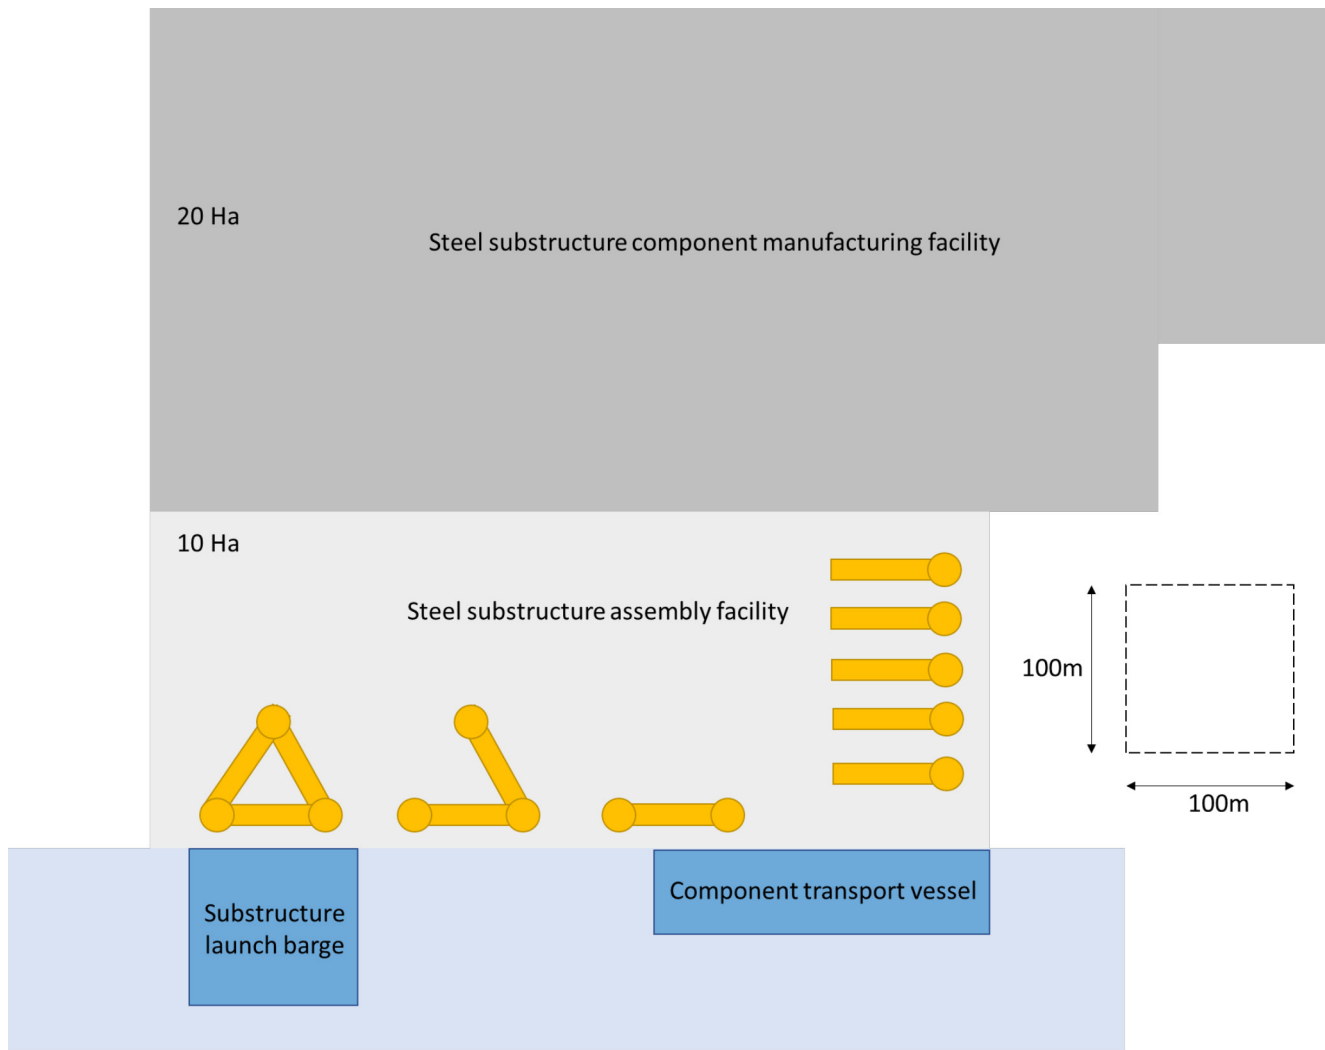 20 Ha
Steel substructure component manufacturing facility
10 Ha
Steel substructure assembly facility
100m
100m
Substructure
launch barge
Component transport vessel